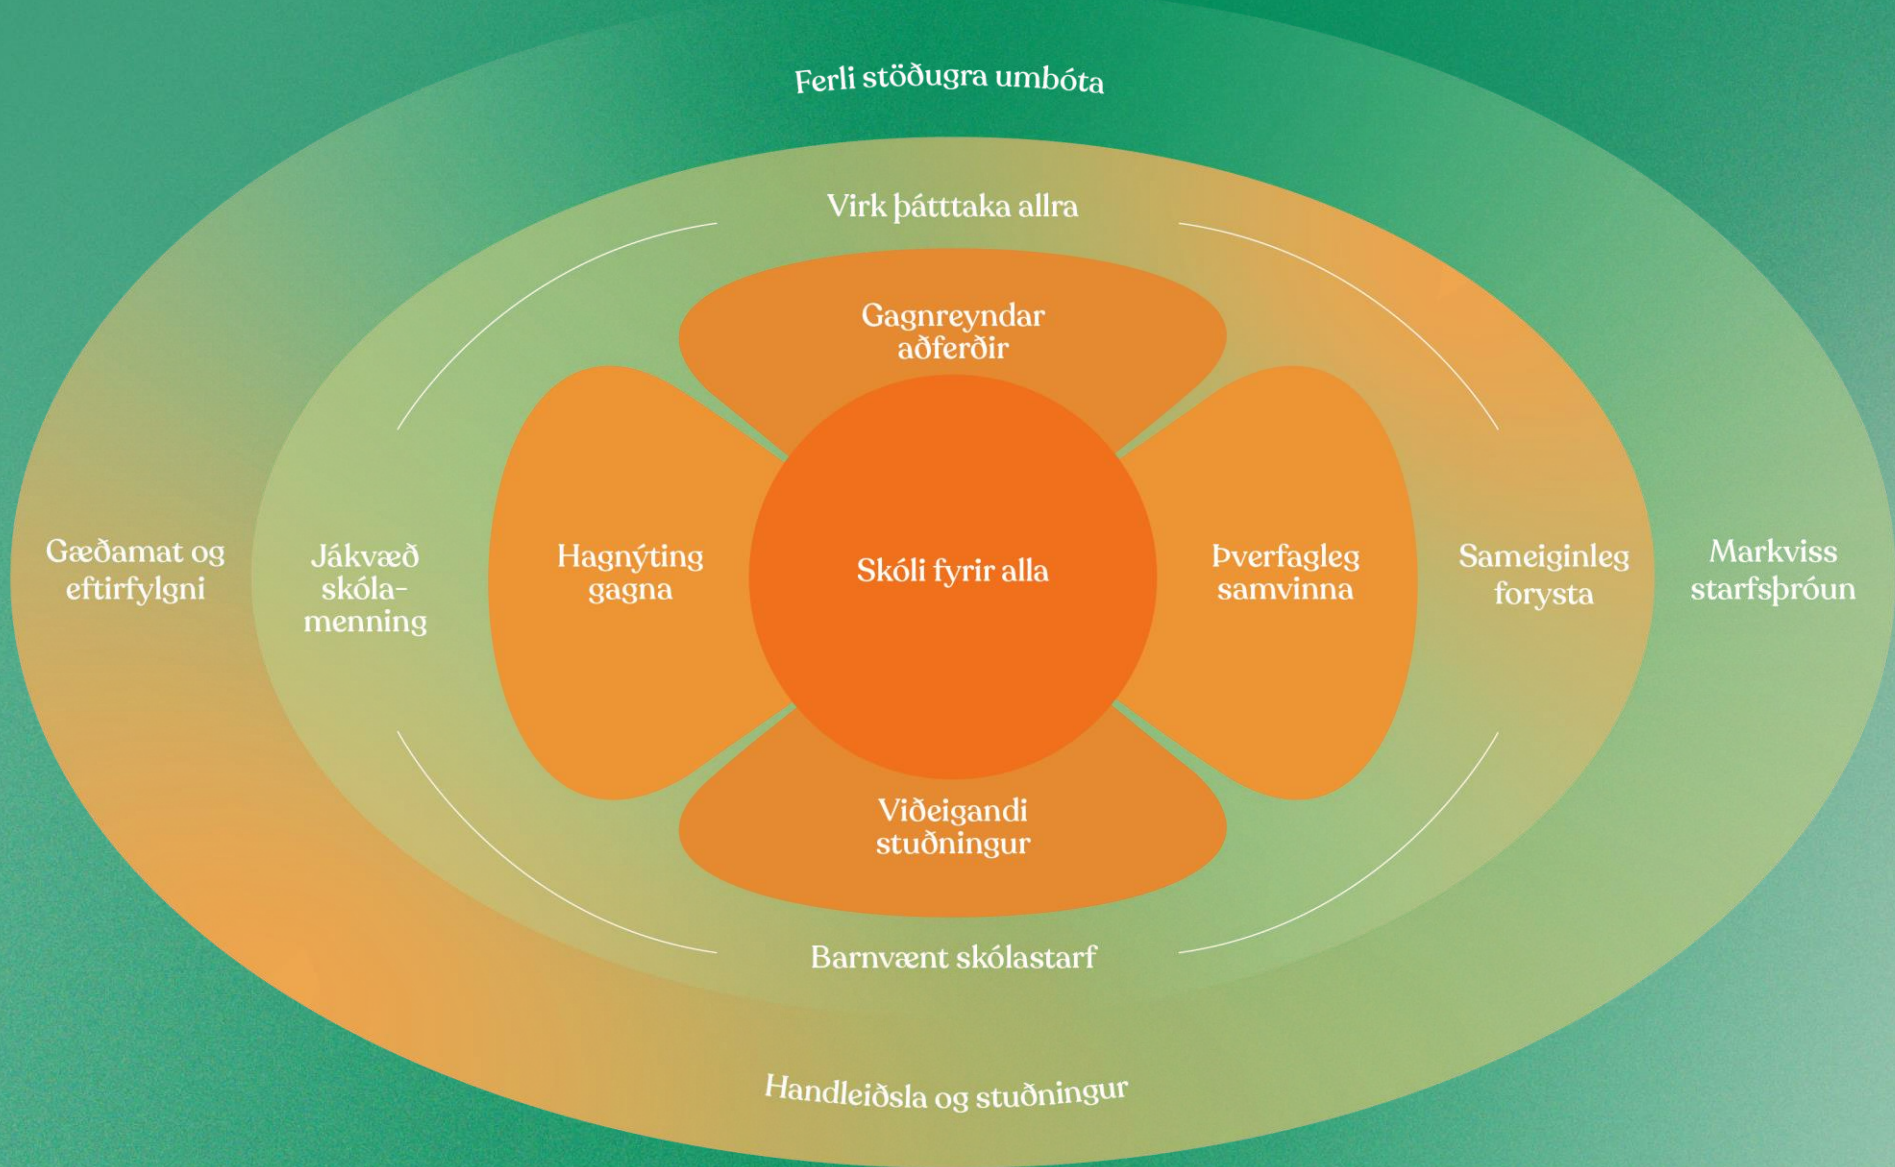 Ferli stöðugra umbóta
Virk þátttaka allra
Gagnreyndar
aðferðir
Gæðamat og
eftirfylgni
Jákvæð
skóla-
menning
Hagnýting
gagna
Skóli fyrir alla
Þverfagleg
samvinna
Sameiginleg
forysta
Markviss
starfsþróun
Viðeigandi
stuðningur
Barnvænt skólastarf
Handleiðsla og stuðningur